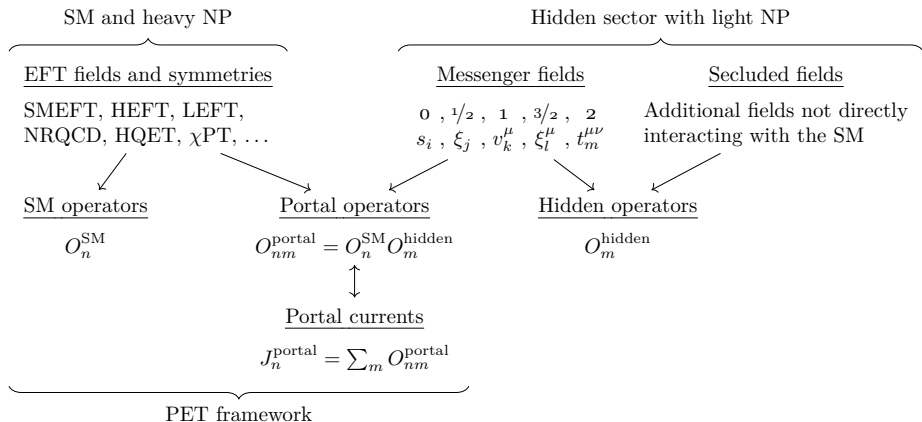 SM and heavy NP
Hidden sector with light NP
EFT fields and symmetries
Messenger fields
Secluded fields
SMEFT, HEFT, LEFT,
NRQCD, HQET, χPT, …
0 , 1/2 , 1 , 3/2 , 2
s_i , ξ_j , v_k^μ , ξ_l^μ , t_m^{μν}
Additional fields not directly
interacting with the SM
SM operators
Portal operators
Hidden operators
O_n^{SM}
O_{nm}^{portal} = O_n^{SM} O_m^{hidden}
O_m^{hidden}
Portal currents
J_n^{portal} = ∑_m O_{nm}^{portal}
PET framework